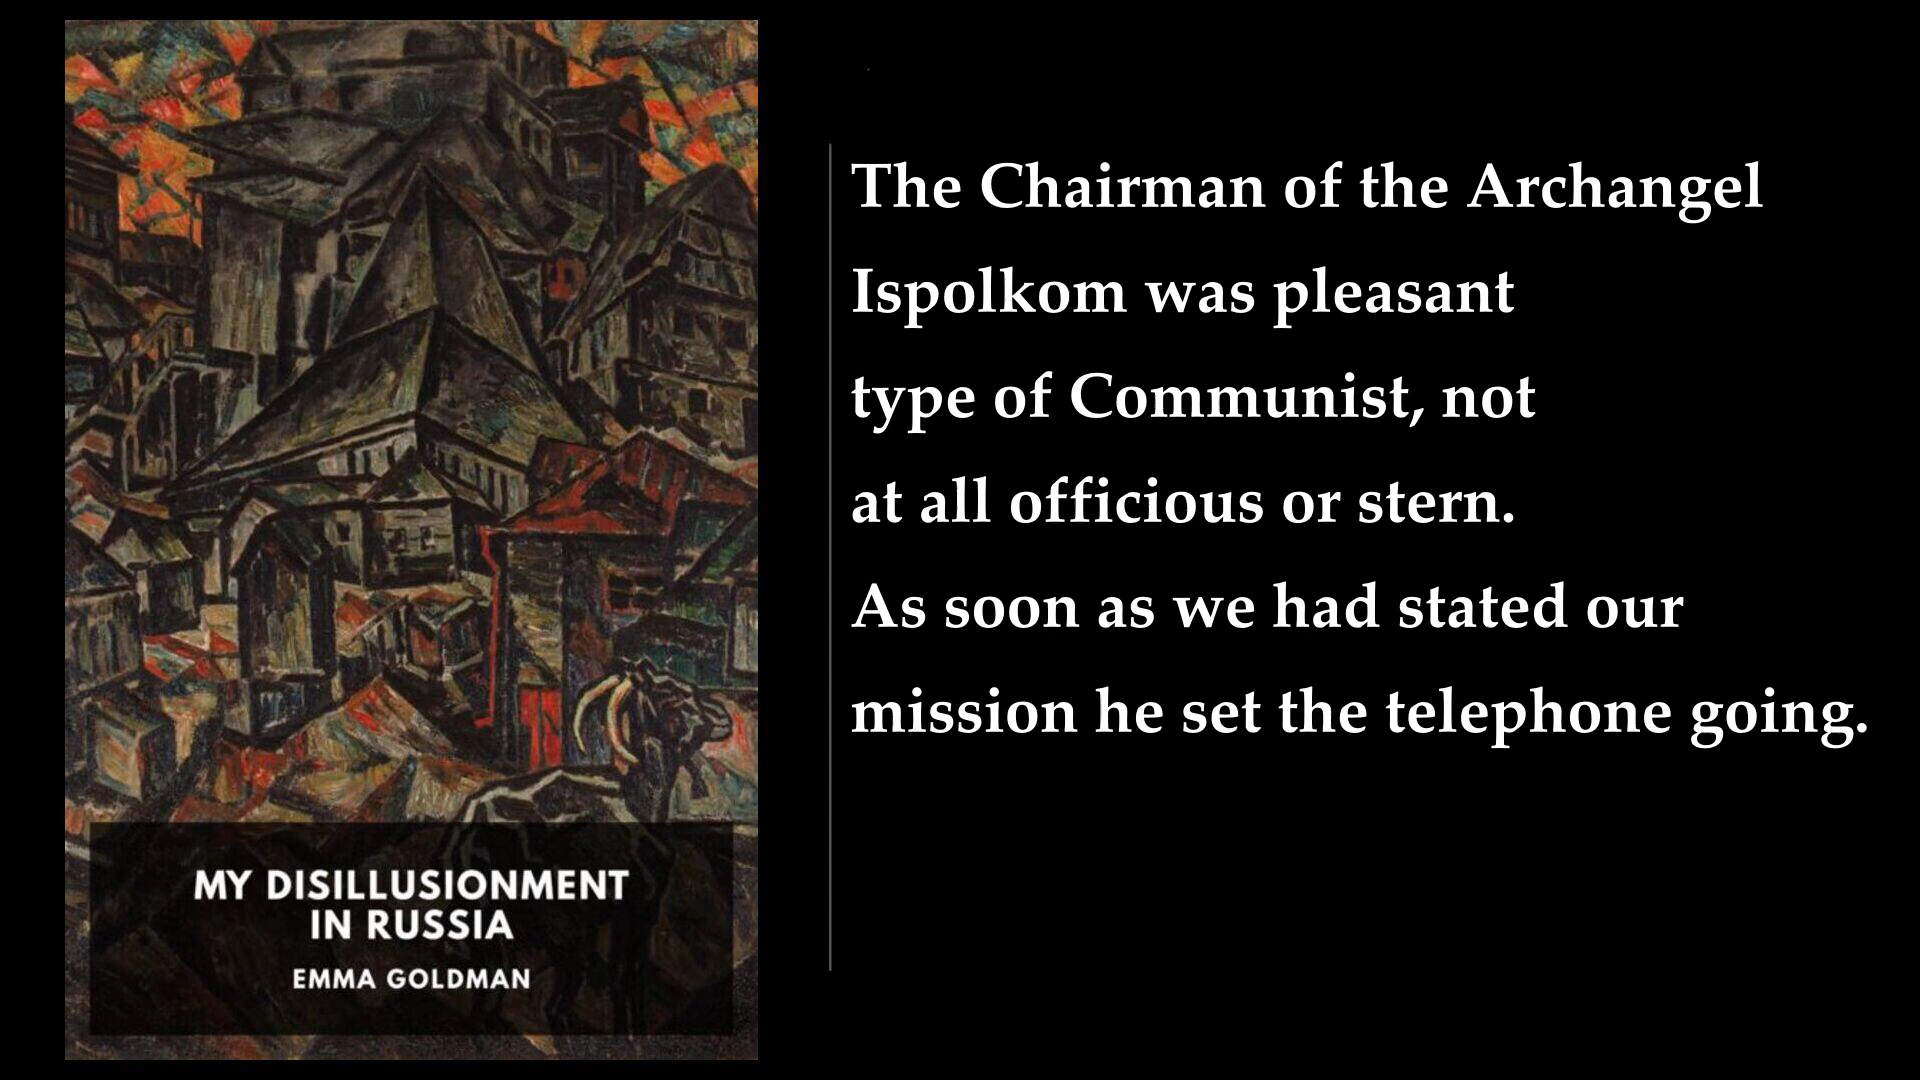 The Chairman of the Archangel
Ispolkom was pleasant
type of Communist, not
at all officious or stern.
As soon as we had stated our
mission he set the telephone going.
MY DISILLUSIONMENT
IN RUSSIA
EMMA GOLDMAN